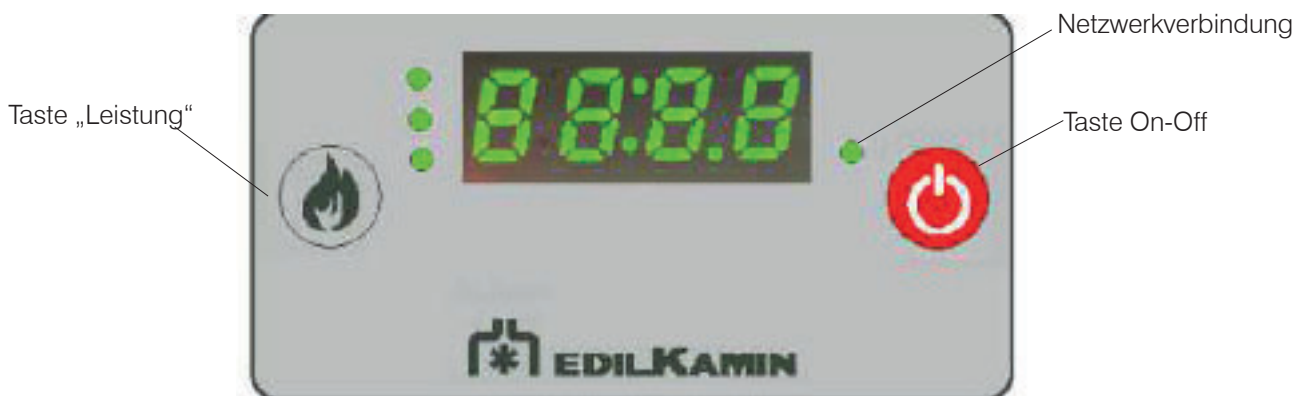 Netzwerkverbindung
Taste „Leistung“
88:8.8
Taste On-Off
EDILKAMIN